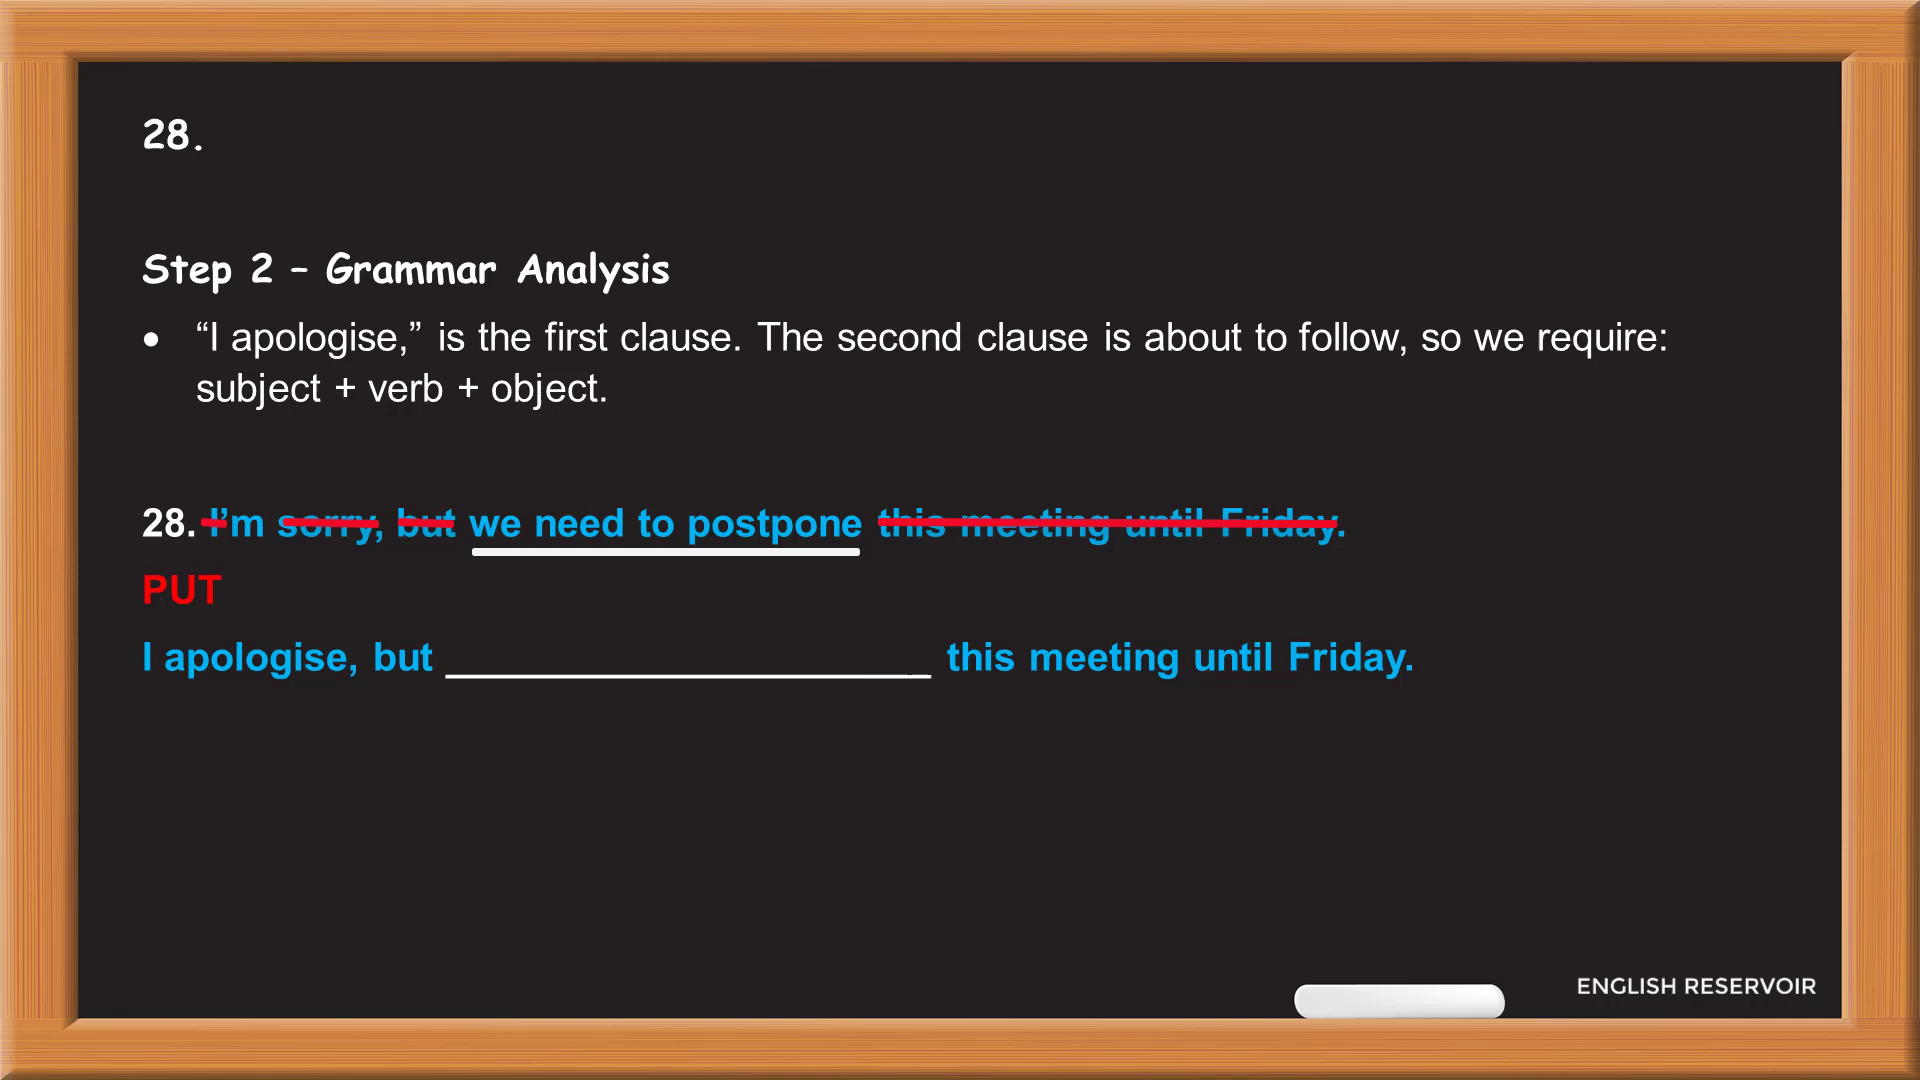 28.
Step 2 – Grammar Analysis
• “I apologise,” is the first clause. The second clause is about to follow, so we require:
subject + verb + object.
28. I’m sorry, but we need to postpone this meeting until Friday.
PUT
I apologise, but ______________________ this meeting until Friday.
ENGLISH RESERVOIR